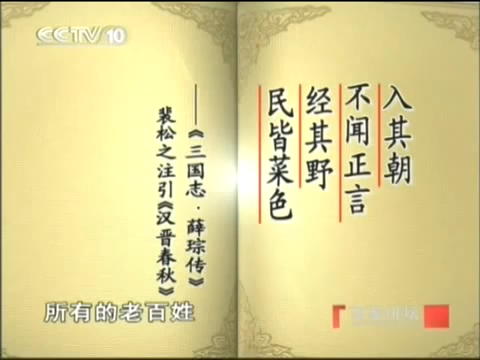 CCTV 10
入其朝
不闻正言
经其野
民皆菜色
——《三国志·薛琮传》
裴松之注引《汉晋春秋》
所有的老百姓